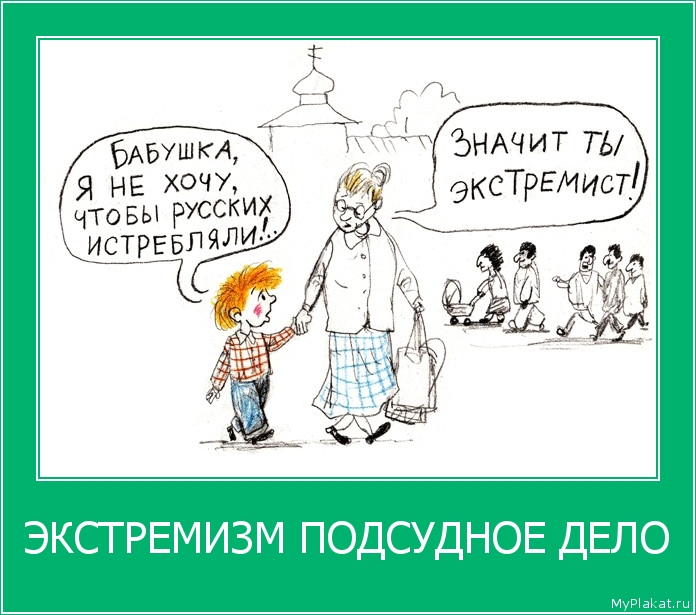 БАБУШКА,
Я НЕ ХОЧУ,
ЧТОБЫ РУССКИХ
ИСТРЕБЛЯЛИ!..
ЗНАЧИТ ТЫ
ЭКСТРЕМИСТ!
ЭКСТРЕМИЗМ ПОДСУДНОЕ ДЕЛО
MyPlakat.ru